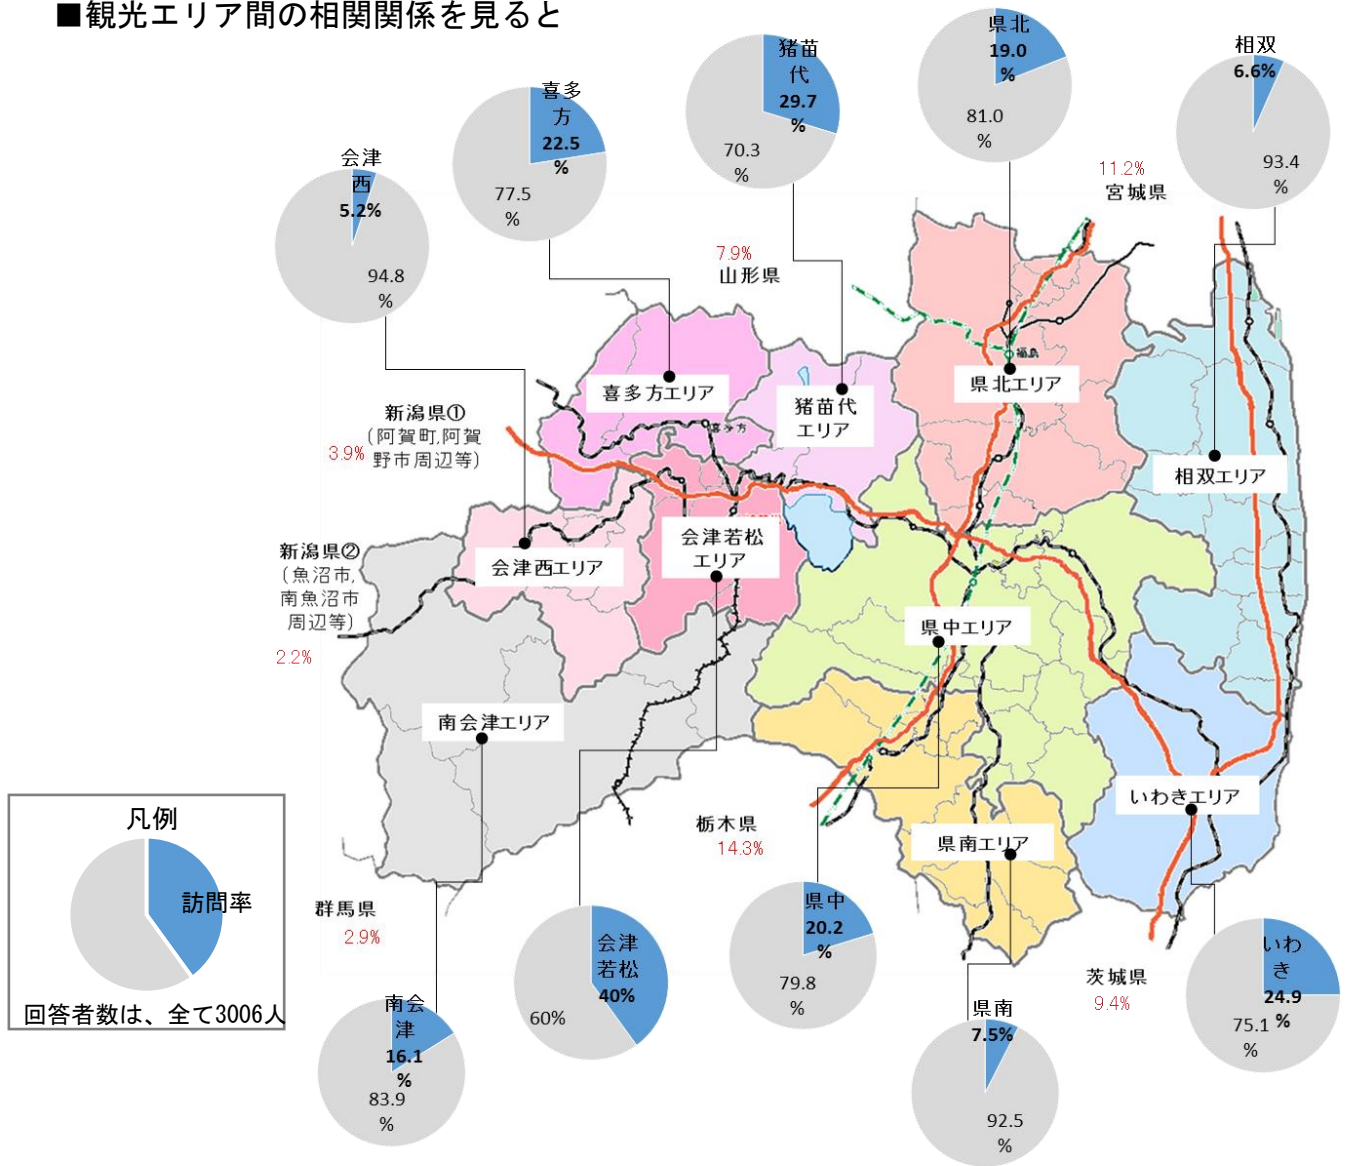 ■観光エリア間の相関関係を見ると
県北
19.0
%
81.0
%
猪苗
代
29.7
%
70.3
%
相双
6.6%
93.4
%
喜多
方
22.5
%
77.5
%
会津
西
5.2%
94.8
%
11.2%
宮城県
7.9%
山形県
福島
県北エリア
喜多方エリア
猪苗代
エリア
喜多方
新潟県①
(阿賀町,阿賀
野市周辺等)
3.9%
相双エリア
会津若松
エリア
会津西エリア
新潟県②
(魚沼市,
南魚沼市
周辺等)
2.2%
県中エリア
南会津エリア
いわきエリア
県南エリア
栃木県
14.3%
凡例
訪問率
回答者数は、全て3006人
群馬県
2.9%
会津
若松
40%
60%
県中
20.2
%
79.8
%
いわ
き
24.9
%
75.1
%
茨城県
9.4%
南会
津
16.1
%
83.9
%
県南
7.5%
92.5
%